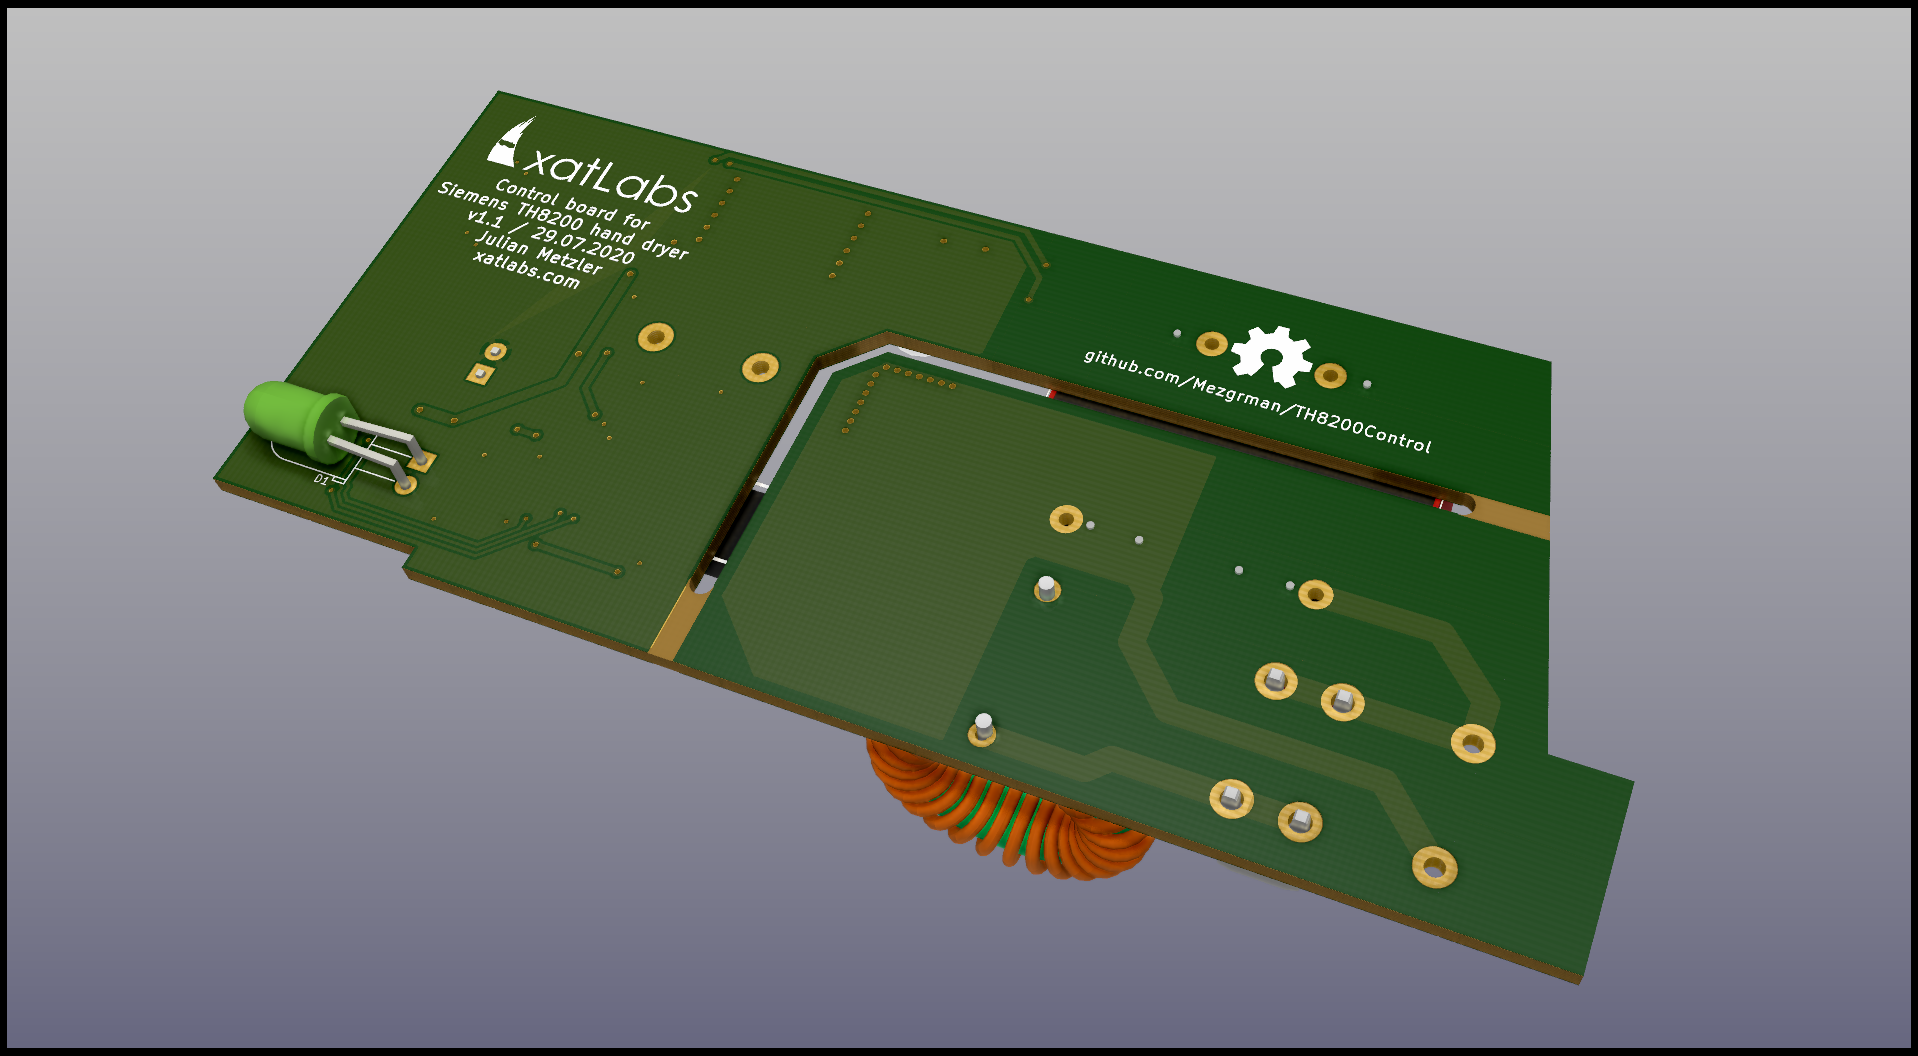 xatLabs
Control board for
Siemens TH8200 hand dryer
v1.1 / 29.07.2020
Julian Metzler
xatlabs.com
github.com/Mezgrman/TH8200Control
D1